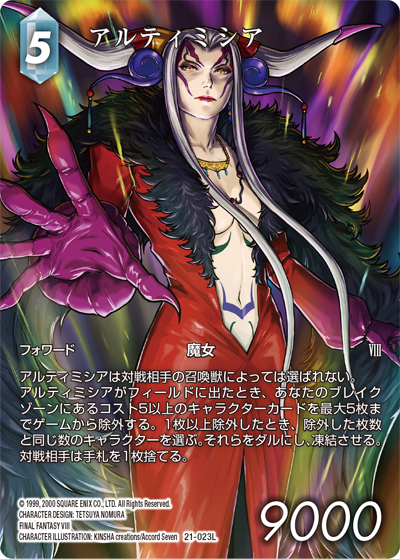 5
アルティミシア
フォワード 魔女 VIII
アルティミシアは対戦相手の召喚獣によっては選ばれない。
アルティミシアがフィールドに出たとき、あなたのブレイク
ゾーンにあるコスト5以上のキャラクターカードを最大5枚ま
でゲームから除外する。1枚以上除外したとき、除外した枚数
と同じ数のキャラクターを選ぶ。それらをダルにし、凍結させる。
対戦相手は手札を1枚捨てる。
© 1999, 2000 SQUARE ENIX CO., LTD. All Rights Reserved.
CHARACTER DESIGN: TETSUYA NOMURA
FINAL FANTASY VIII
CHARACTER ILLUSTRATION: KINSHA creations/Accord Seven 21-023L
9000